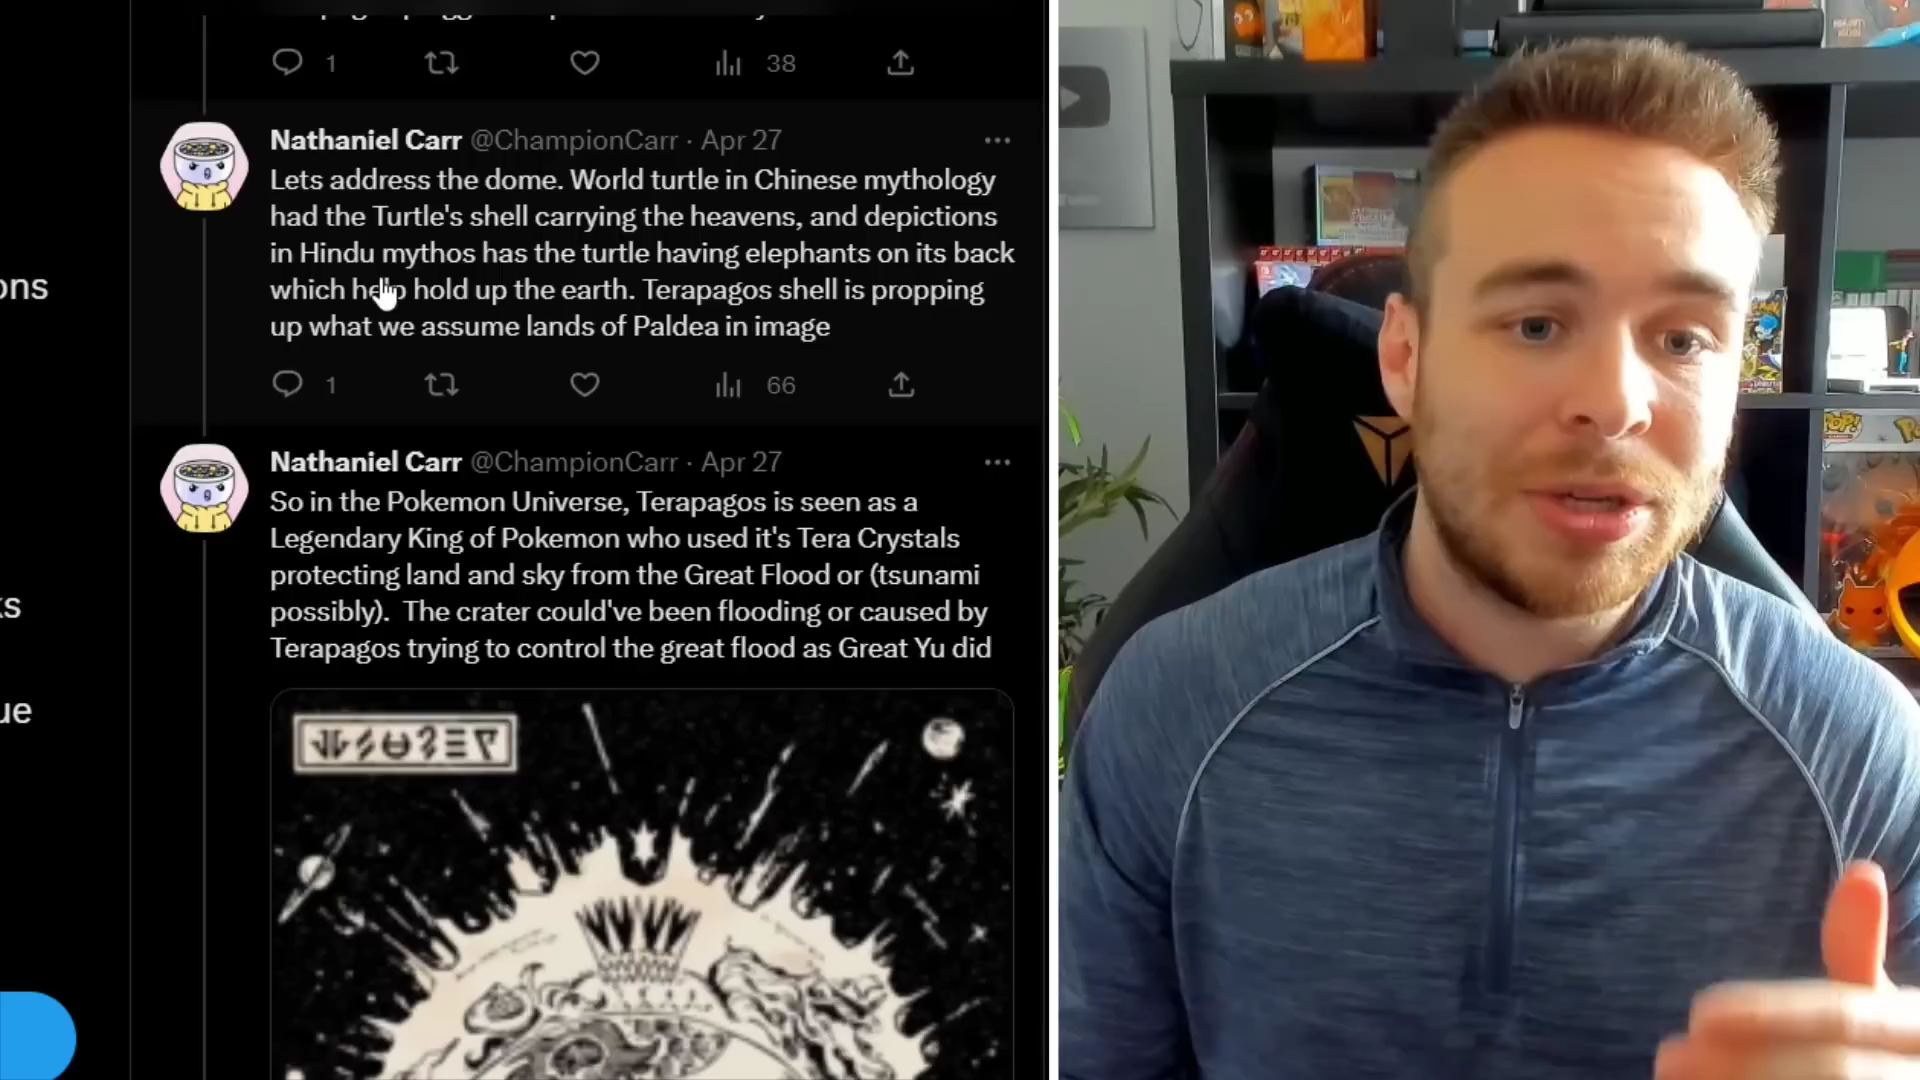 1
38
Nathaniel Carr @ChampionCarr · Apr 27
Lets address the dome. World turtle in Chinese mythology
had the Turtle's shell carrying the heavens, and depictions
in Hindu mythos has the turtle having elephants on its back
which help hold up the earth. Terapagos shell is propping
up what we assume lands of Paldea in image
ons
1
66
Nathaniel Carr @ChampionCarr · Apr 27
So in the Pokemon Universe, Terapagos is seen as a
Legendary King of Pokemon who used it's Tera Crystals
protecting land and sky from the Great Flood or (tsunami
possibly). The crater could've been flooding or caused by
Terapagos trying to control the great flood as Great Yu did
ks
ue
POP!